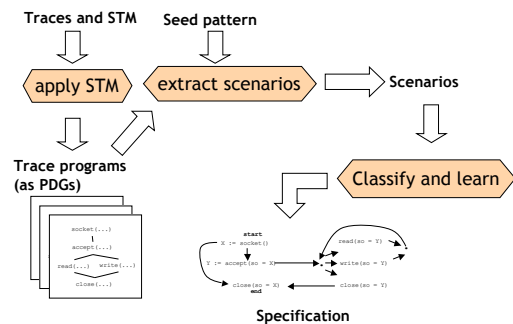 Traces and STM
Seed pattern
apply STM
extract scenarios
Scenarios
Trace programs
(as PDGs)
Classify and learn
socket(...)
accept(...)
read(...) write(...)
close(...)
start
X := socket()
read(so = Y)
Y := accept(so = X)
write(so = Y)
close(so = X)
close(so = Y)
end
Specification